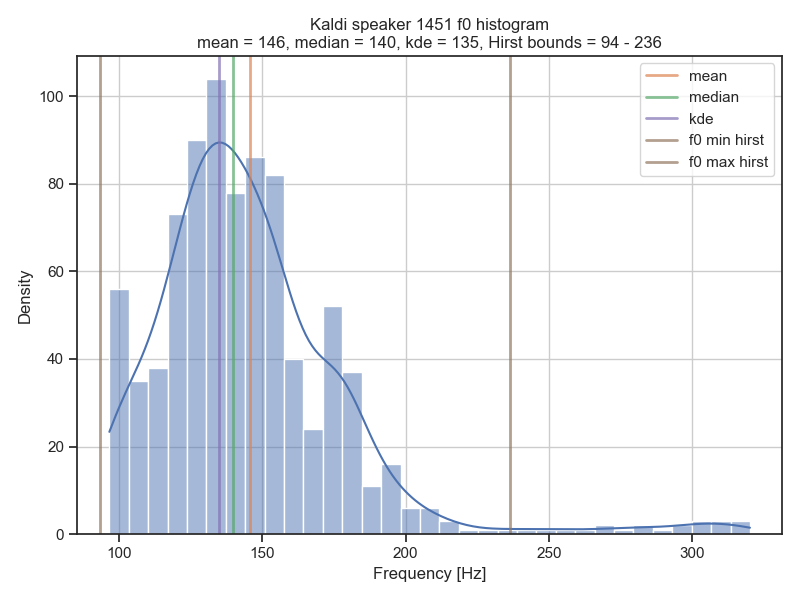 Kaldi speaker 1451 f0 histogram
mean = 146, median = 140, kde = 135, Hirst bounds = 94 - 236
mean
median
kde
f0 min hirst
f0 max hirst
Density
100
80
60
40
20
0
100
150
200
250
300
Frequency [Hz]